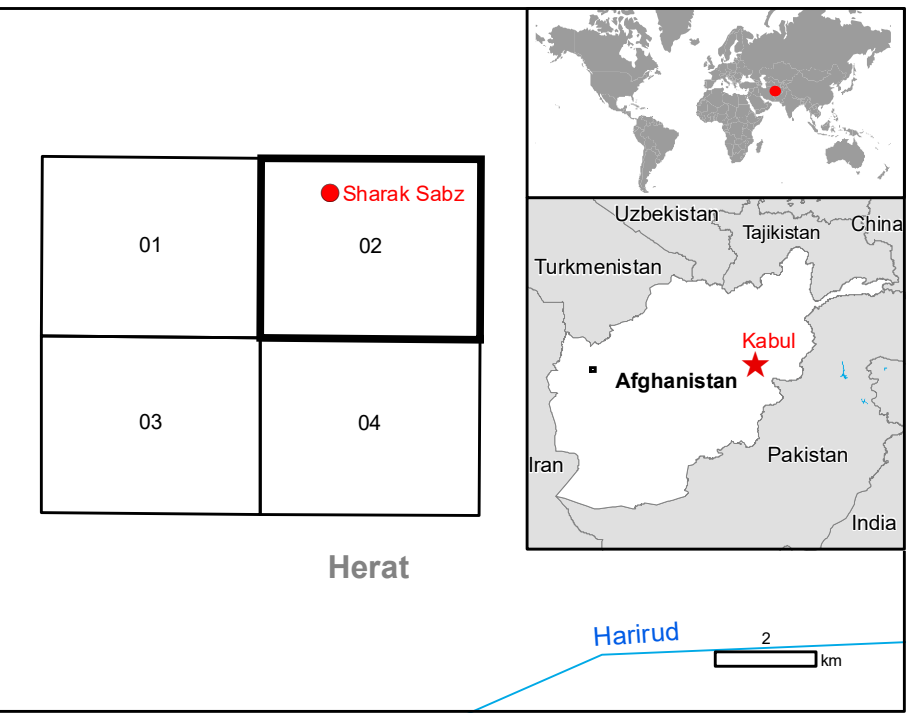 Sharak Sabz
01
02
03
04
Herat
Harirud
2
km
Uzbekistan
Tajikistan
China
Turkmenistan
Kabul
Afghanistan
Iran
Pakistan
India